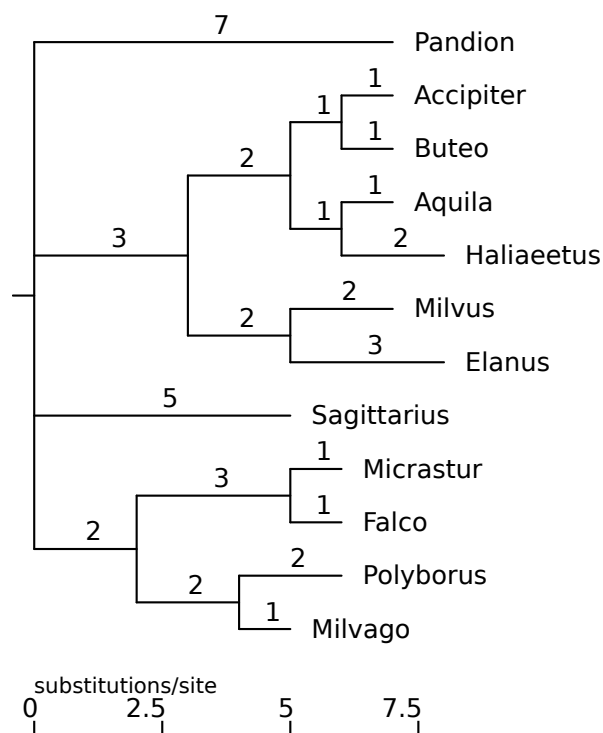 7
Pandion
1
Accipiter
1
1
Buteo
2
1
Aquila
1
2
Haliaeetus
3
2
Milvus
2
3
Elanus
5
Sagittarius
1
Micrastur
3
1
Falco
2
2
Polyborus
2
1
Milvago
substitutions/site
0 2.5 5 7.5